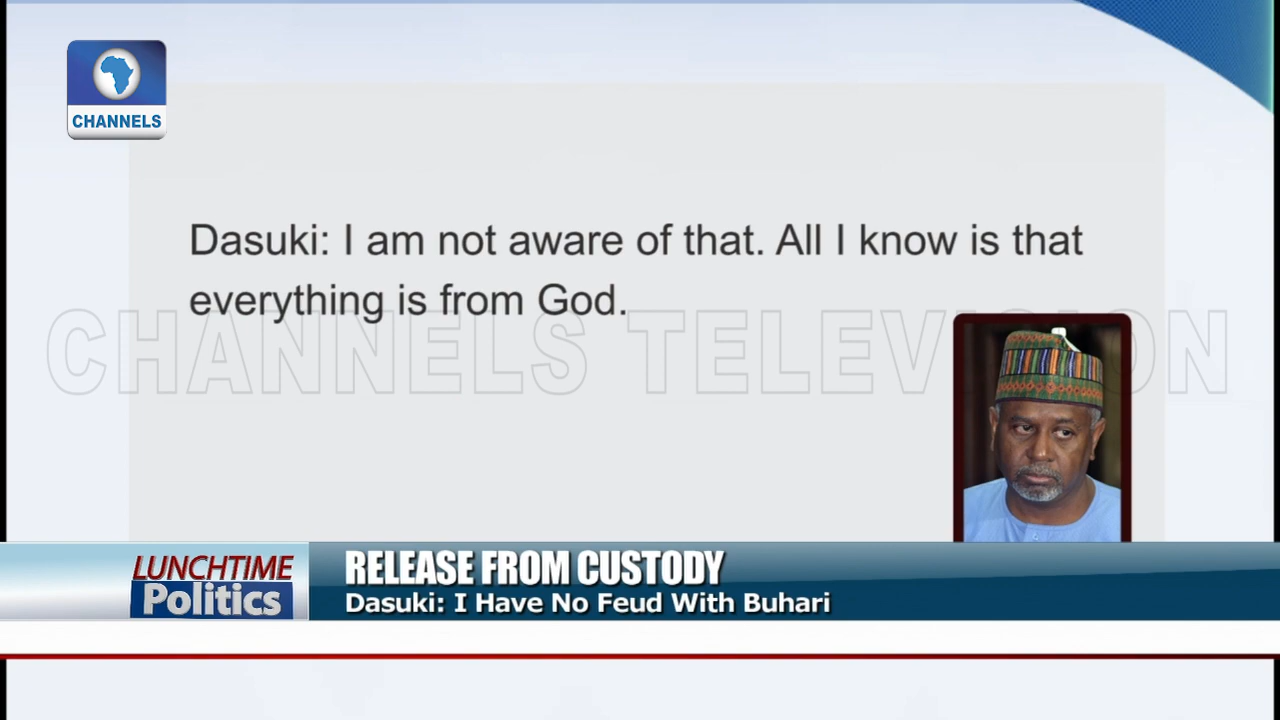 CHANNELS
Dasuki: I am not aware of that. All I know is that
everything is from God.
CHANNELS TELEVISION
LUNCHTIME
Politics
RELEASE FROM CUSTODY
Dasuki: I Have No Feud With Buhari